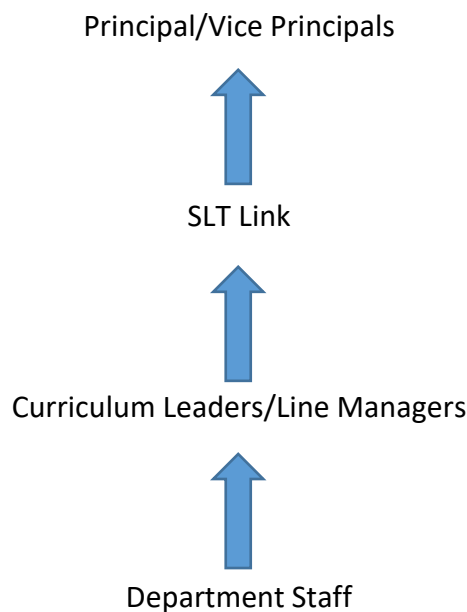 Principal/Vice Principals
SLT Link
Curriculum Leaders/Line Managers
Department Staff